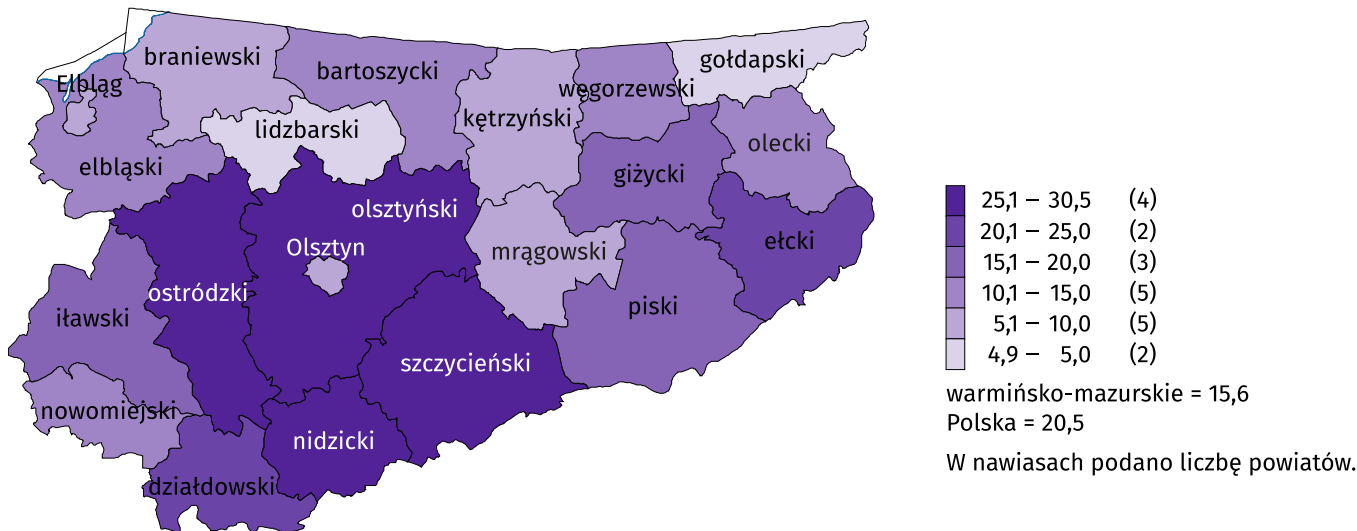 braniewski
bartoszycki
gołdapski
Elbląg
węgorzewski
kętrzyński
lidzbarski
olecki
elbląski
giżycki
olsztyński
Olsztyn
mrągowski
ełcki
ostródzki
iławski
piski
szczycieński
nowomiejski
nidzicki
działdowski
25,1 – 30,5 (4)
20,1 – 25,0 (2)
15,1 – 20,0 (3)
10,1 – 15,0 (5)
5,1 – 10,0 (5)
4,9 – 5,0 (2)
warmińsko-mazurskie = 15,6
Polska = 20,5
W nawiasach podano liczbę powiatów.